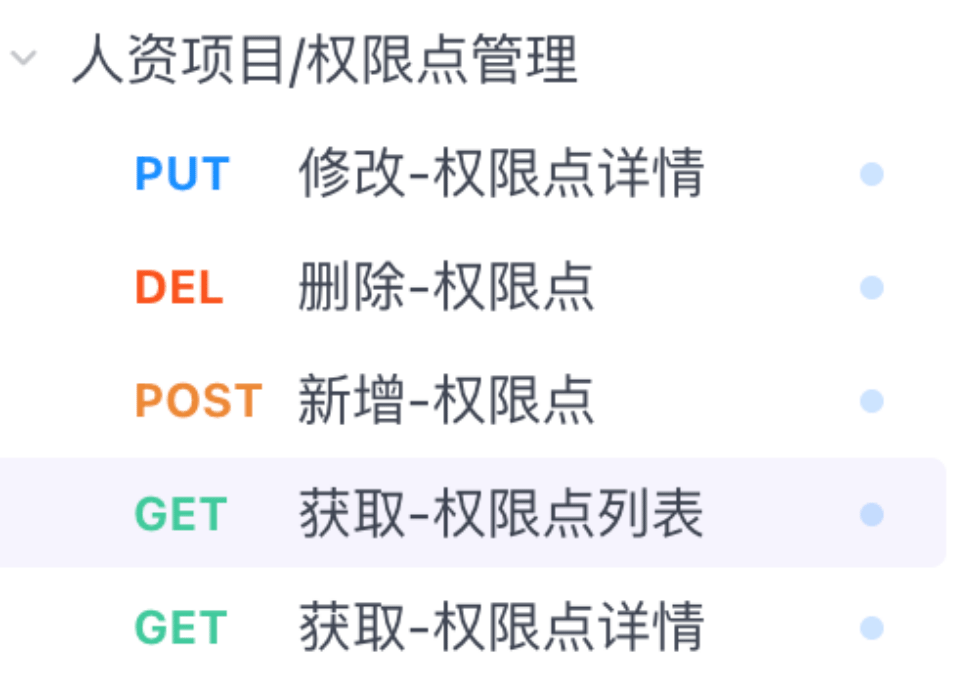 人资项目/权限点管理
PUT 修改-权限点详情
DEL 删除-权限点
POST 新增-权限点
GET 获取-权限点列表
GET 获取-权限点详情